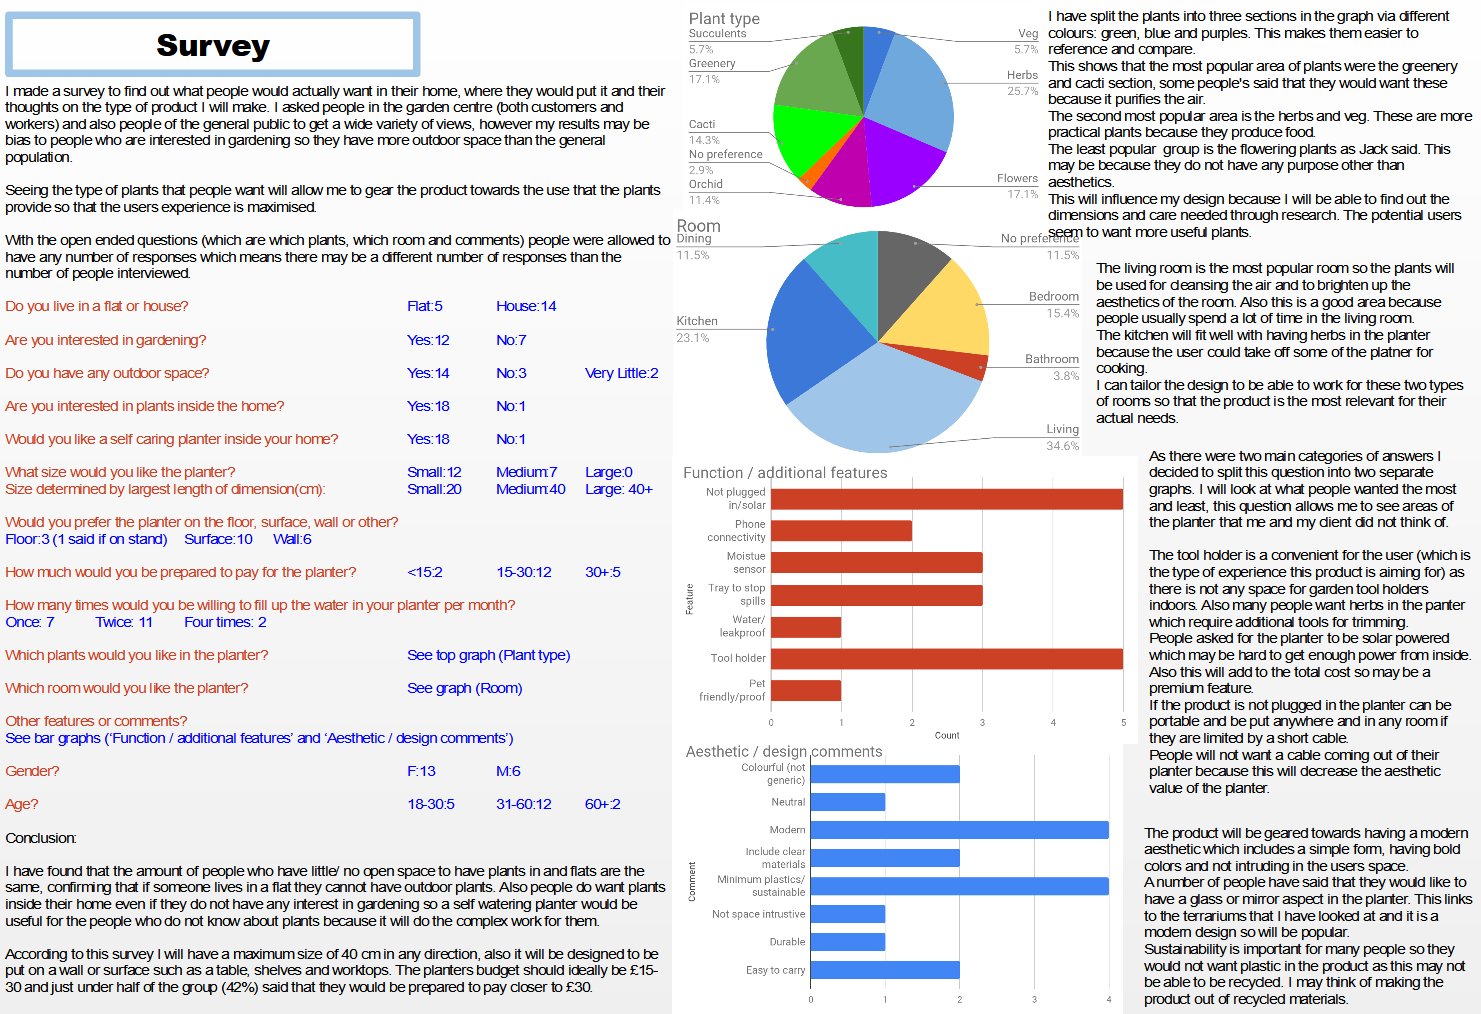 Survey
I made a survey to find out what people would actually want in their home, where they would put it and their
thoughts on the type of product I will make. I asked people in the garden centre (both customers and
workers) and also people of the general public to get a wide variety of views, however my results may be
bias to people who are interested in gardening so they have more outdoor space than the general
population.
Seeing the type of plants that people want will allow me to gear the product towards the use that the plants
provide so that the users experience is maximised.
With the open ended questions (which are which plants, which room and comments) people were allowed to
have any number of responses which means there may be a different number of responses than the
number of people interviewed.
Do you live in a flat or house? Flat:5 House:14
Are you interested in gardening? Yes:12 No:7
Do you have any outdoor space? Yes:14 No:3 Very Little:2
Are you interested in plants inside the home? Yes:18 No:1
Would you like a self caring planter inside your home? Yes:18 No:1
What size would you like the planter? Small:12 Medium:7 Large:0
Size determined by largest length of dimension(cm): Small:20 Medium:40 Large: 40+
Would you prefer the planter on the floor, surface, wall or other?
Floor:3 (1 said if on stand) Surface:10 Wall:6
How much would you be prepared to pay for the planter? <15:2 15-30:12 30+:5
How many times would you be willing to fill up the water in your planter per month?
Once: 7 Twice: 11 Four times: 2
Which plants would you like in the planter? See top graph (Plant type)
Which room would you like the planter? See graph (Room)
Other features or comments?
See bar graphs (‘Function / additional features’ and ‘Aesthetic / design comments’)
Gender? F:13 M:6
Age? 18-30:5 31-60:12 60+:2
Conclusion:
I have found that the amount of people who have little/ no open space to have plants in and flats are the
same, confirming that if someone lives in a flat they cannot have outdoor plants. Also people do want plants
inside their home even if they do not have any interest in gardening so a self watering planter would be
useful for the people who do not know about plants because it will do the complex work for them.
According to this survey I will have a maximum size of 40 cm in any direction, also it will be designed to be
put on a wall or surface such as a table, shelves and worktops. The planters budget should ideally be £15-
30 and just under half of the group (42%) said that they would be prepared to pay closer to £30.
Plant type
Succulents
5.7%
Greenery
17.1%
Cacti
14.3%
No preference
2.9%
Orchid
11.4%
Veg
5.7%
Herbs
25.7%
Flowers
17.1%
I have split the plants into three sections in the graph via different
colours: green, blue and purples. This makes them easier to
reference and compare.
This shows that the most popular area of plants were the greenery
and cacti section, some people's said that they would want these
because it purifies the air.
The second most popular area is the herbs and veg. These are more
practical plants because they produce food.
The least popular group is the flowering plants as Jack said. This
may be because they do not have any purpose other than
aesthetics.
This will influence my design because I will be able to find out the
dimensions and care needed through research. The potential users
seem to want more useful plants.
Room
Dining
11.5%
Kitchen
23.1%
No preference
11.5%
Bedroom
15.4%
Bathroom
3.8%
Living
34.6%
The living room is the most popular room so the plants will
be used for cleansing the air and to brighten up the
aesthetics of the room. Also this is a good area because
people usually spend a lot of time in the living room.
The kitchen will fit well with having herbs in the planter
because the user could take off some of the platner for
cooking.
I can tailor the design to be able to work for these two types
of rooms so that the product is the most relevant for their
actual needs.
Function / additional features
Feature
Not plugged
in/solar
Phone
connectivity
Moistue
sensor
Tray to stop
spills
Water/
leakproof
Tool holder
Pet
friendly/proof
0 1 2 3 4 5
Count
As there were two main categories of answers I
decided to split this question into two separate
graphs. I will look at what people wanted the most
and least, this question allows me to see areas of
the planter that me and my client did not think of.
The tool holder is a convenient for the user (which is
the type of experience this product is aiming for) as
there is not any space for garden tool holders
indoors. Also many people want herbs in the panter
which require additional tools for trimming.
People asked for the planter to be solar powered
which may be hard to get enough power from inside.
Also this will add to the total cost so may be a
premium feature.
If the product is not plugged in the planter can be
portable and be put anywhere and in any room if
they are limited by a short cable.
People will not want a cable coming out of their
planter because this will decrease the aesthetic
value of the planter.
Aesthetic / design comments
Comment
Colourful (not
generic)
Neutral
Modern
Include clear
materials
Minimum plastics/
sustainable
Not space intrustive
Durable
Easy to carry
0 1 2 3 4
The product will be geared towards having a modern
aesthetic which includes a simple form, having bold
colors and not intruding in the users space.
A number of people have said that they would like to
have a glass or mirror aspect in the planter. This links
to the terrariums that I have looked at and it is a
modern design so will be popular.
Sustainability is important for many people so they
would not want plastic in the product as this may not
be able to be recycled. I may think of making the
product out of recycled materials.